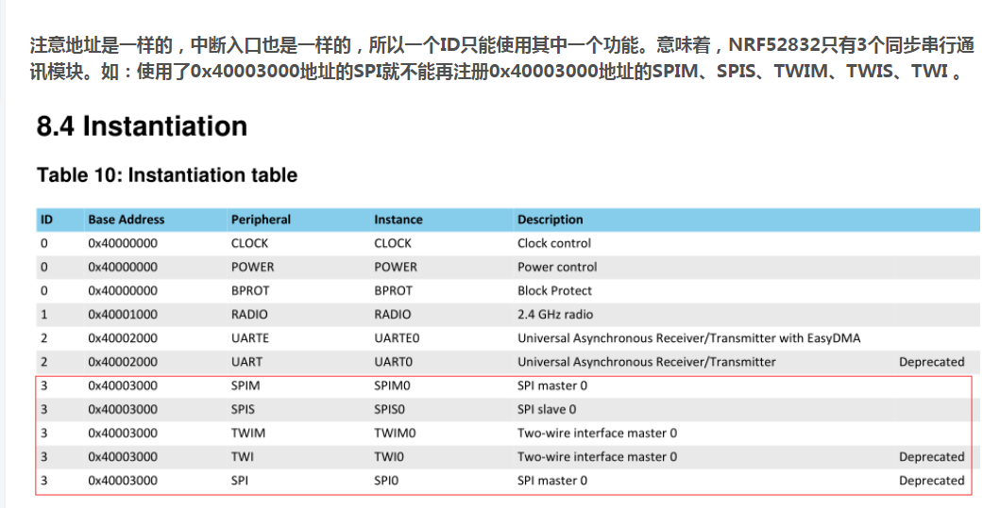 注意地址是一样的，中断入口也是一样的，所以一个ID只能使用其中一个功能。意味着，NRF52832只有3个同步串行通
讯模块。如：使用了0x40003000地址的SPI就不能再注册0x40003000地址的SPIM、SPIS、TWIM、TWIS、TWI 。
8.4 Instantiation
Table 10: Instantiation table
ID Base Address Peripheral Instance Description
0 0x40000000 CLOCK CLOCK Clock control
0 0x40000000 POWER POWER Power control
0 0x40000000 BPROT BPROT Block Protect
1 0x40001000 RADIO RADIO 2.4 GHz radio
2 0x40002000 UARTE UARTE0 Universal Asynchronous Receiver/Transmitter with EasyDMA
2 0x40002000 UART UART0 Universal Asynchronous Receiver/Transmitter Deprecated
3 0x40003000 SPIM SPIM0 SPI master 0
3 0x40003000 SPIS SPIS0 SPI slave 0
3 0x40003000 TWIM TWIM0 Two-wire interface master 0
3 0x40003000 TWI TWI0 Two-wire interface master 0 Deprecated
3 0x40003000 SPI SPI0 SPI master 0 Deprecated